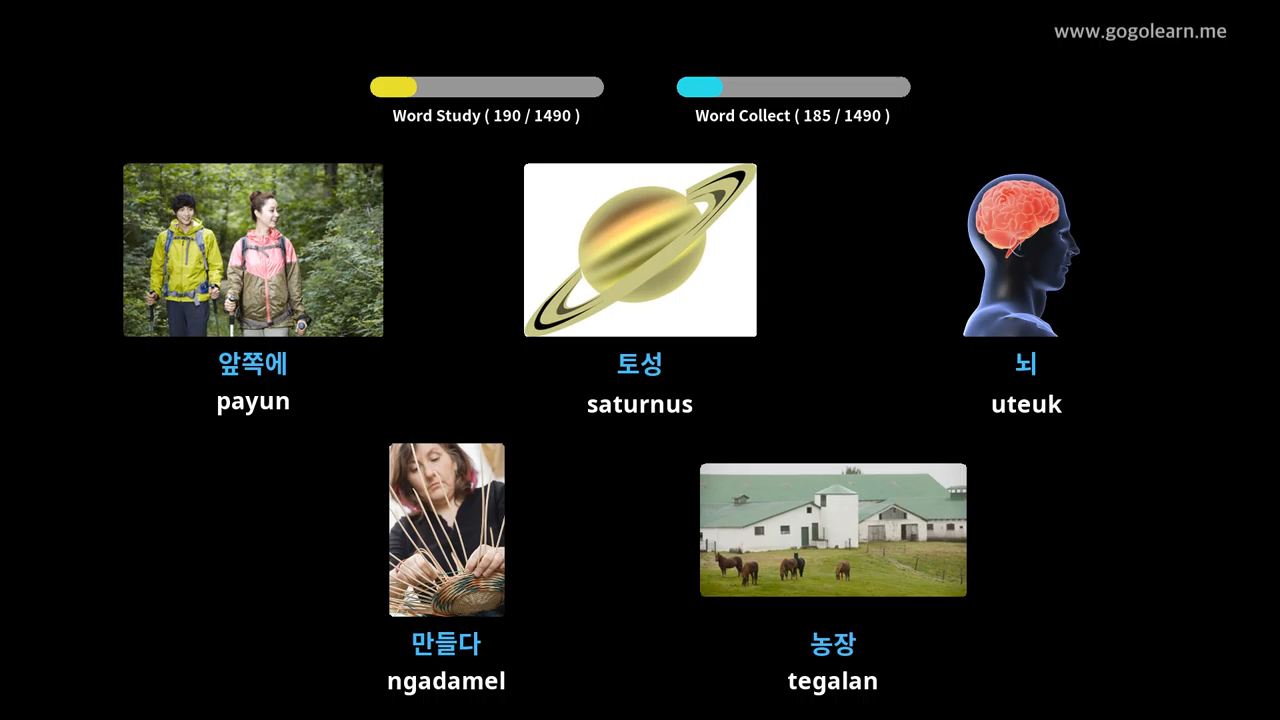 www.gogolearn.me
Word Study ( 190 / 1490 )
Word Collect ( 185 / 1490 )
앞쪽에
payun
토성
saturnus
뇌
uteuk
만들다
ngadamel
농장
tegalan